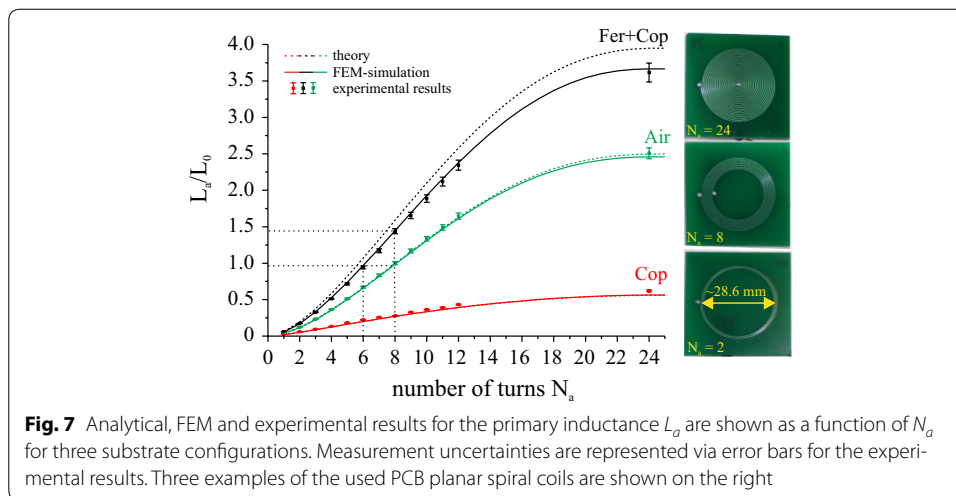 Fer+Cop
4.0
3.5
3.0
2.5
2.0
1.5
1.0
0.5
0
theory
FEM-simulation
experimental results
Air
Cop
L_a/L_0
0 1 2 4 6 8 10 12 14 16 18 20 22 24
number of turns N_a
N_a = 24
N_a = 8
~28.6 mm
N_a = 2
Fig. 7 Analytical, FEM and experimental results for the primary inductance L_a are shown as a function of N_a
for three substrate configurations. Measurement uncertainties are represented via error bars for the experi-
mental results. Three examples of the used PCB planar spiral coils are shown on the right